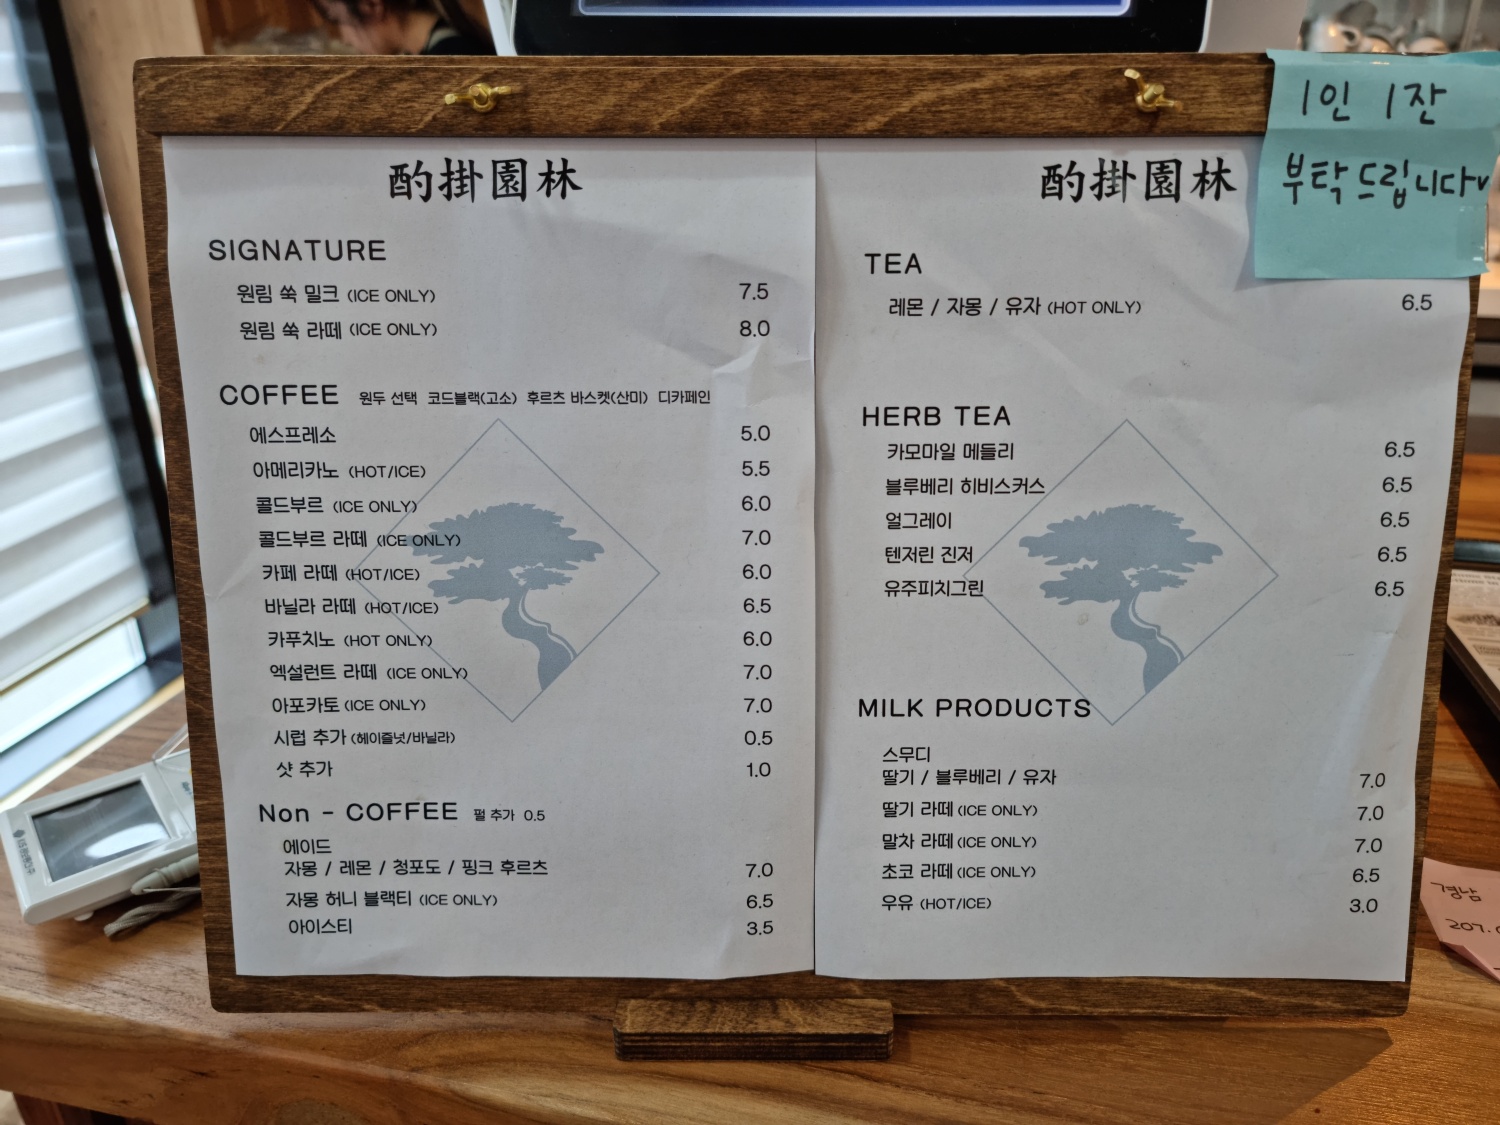 酌掛園林
SIGNATURE
원림 쑥 밀크 (ICE ONLY) 7.5
원림 쑥 라떼 (ICE ONLY) 8.0
COFFEE 원두 선택 코드블랙(고소) 후르츠 바스켓(산미) 디카페인
에스프레소 5.0
아메리카노 (HOT/ICE) 5.5
콜드부르 (ICE ONLY) 6.0
콜드부르 라떼 (ICE ONLY) 7.0
카페 라떼 (HOT/ICE) 6.0
바닐라 라떼 (HOT/ICE) 6.5
카푸치노 (HOT ONLY) 6.0
엑설런트 라떼 (ICE ONLY) 7.0
아포카토 (ICE ONLY) 7.0
시럽 추가 (헤이즐넛/바닐라) 0.5
샷 추가 1.0
Non - COFFEE 펄 추가 0.5
에이드
자몽 / 레몬 / 청포도 / 핑크 후르츠 7.0
자몽 허니 블랙티 (ICE ONLY) 6.5
아이스티 3.5
酌掛園林
1인 1잔
부탁드립니다
TEA
레몬 / 자몽 / 유자 (HOT ONLY) 6.5
HERB TEA
카모마일 메들리 6.5
블루베리 히비스커스 6.5
얼그레이 6.5
텐저린 진저 6.5
유주피치그린 6.5
MILK PRODUCTS
스무디
딸기 / 블루베리 / 유자 7.0
딸기 라떼 (ICE ONLY) 7.0
말차 라떼 (ICE ONLY) 7.0
초코 라떼 (ICE ONLY) 6.5
우유 (HOT/ICE) 3.0
경남
207.